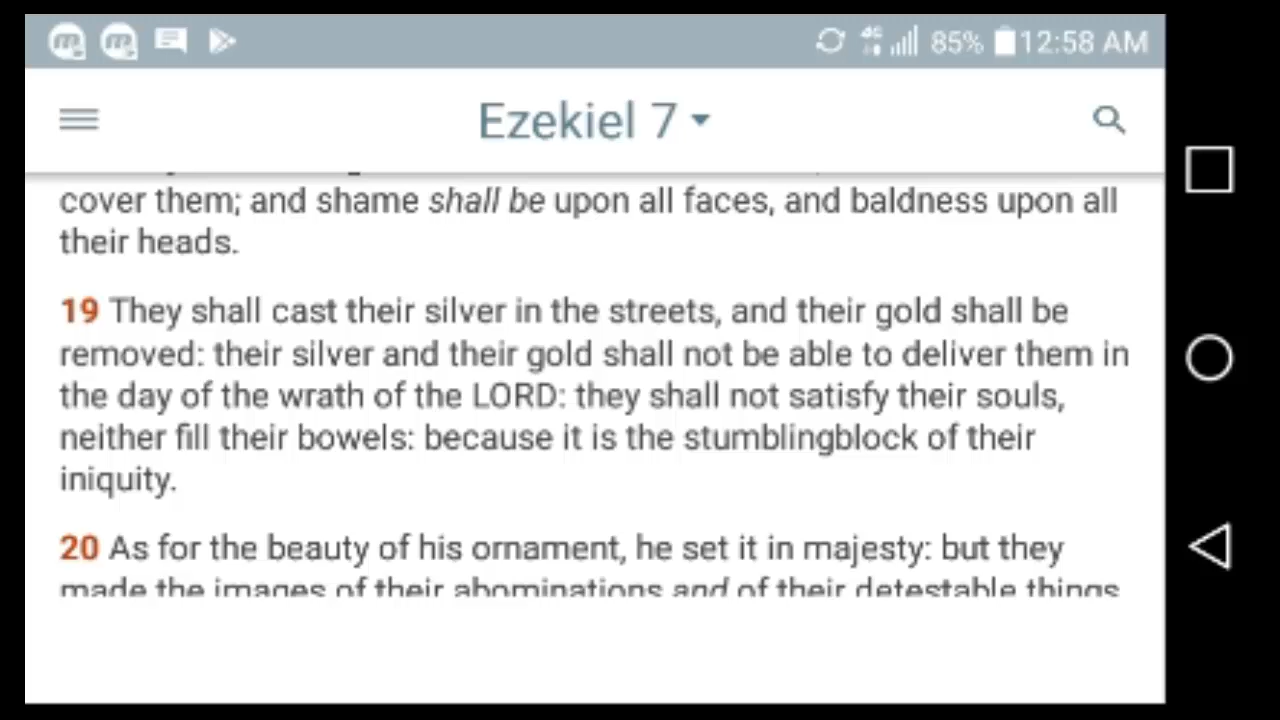 85% 12:58 AM
Ezekiel 7
cover them; and shame shall be upon all faces, and baldness upon all
their heads.
19 They shall cast their silver in the streets, and their gold shall be
removed: their silver and their gold shall not be able to deliver them in
the day of the wrath of the LORD: they shall not satisfy their souls,
neither fill their bowels: because it is the stumblingblock of their
iniquity.
20 As for the beauty of his ornament, he set it in majesty: but they
made the images of their abominations and of their detestable things